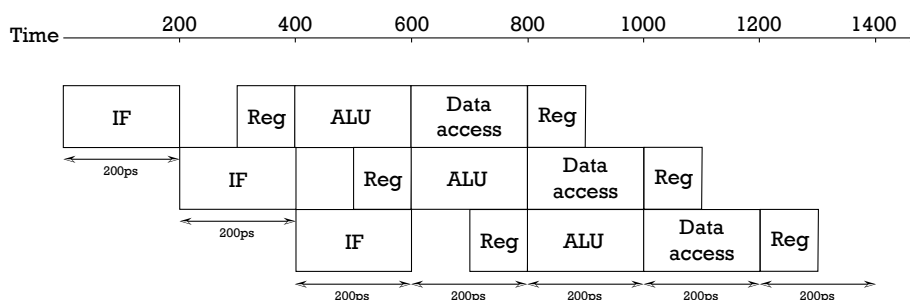 Time 200 400 600 800 1000 1200 1400
IF Reg ALU Data access Reg
200ps
IF Reg ALU Data access Reg
200ps
IF Reg ALU Data access Reg
200ps 200ps 200ps 200ps 200ps